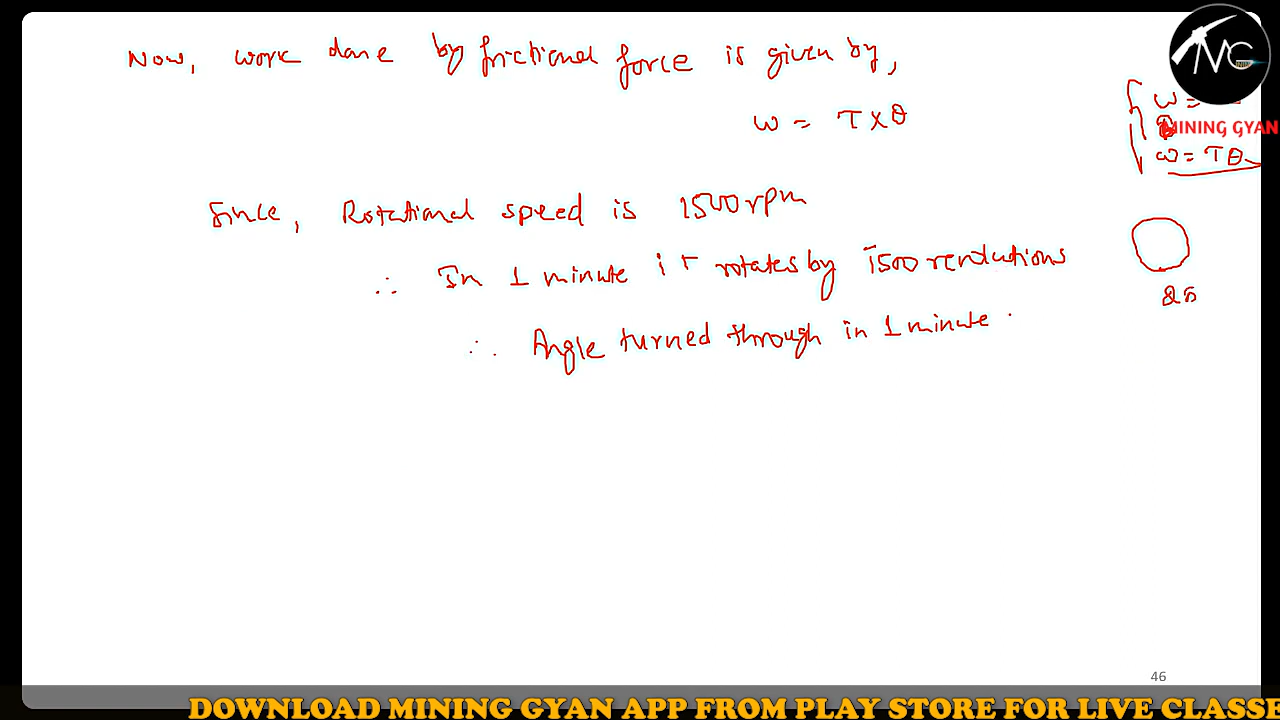 Now, work done by frictional force is given by,
W = T × θ
W =
W = Tθ
MINING GYAN
Since, Rotational speed is 1500 rpm
∴ In 1 minute it rotates by 1500 revolutions
2π
∴ Angle turned through in 1 minute
46
DOWNLOAD MINING GYAN APP FROM PLAY STORE FOR LIVE CLASSE